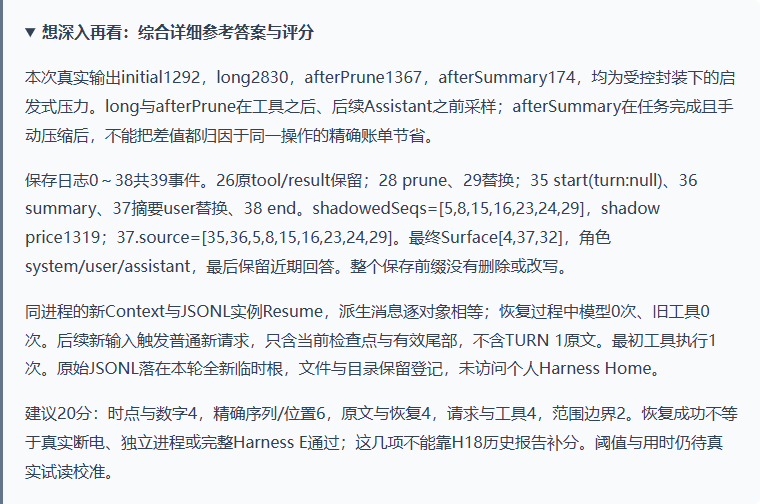 ▼ 想深入再看：综合详细参考答案与评分
本次真实输出initial1292，long2830，afterPrune1367，afterSummary174，均为受控封装下的启
发式压力。long与afterPrune在工具之后、后续Assistant之前采样；afterSummary在任务完成且手
动压缩后，不能把差值都归因于同一操作的精确账单节省。
保存日志0～38共39事件。26原tool/result保留；28 prune、29替换；35 start(turn:null)、36
summary、37摘要user替换、38 end。shadowedSeqs=[5,8,15,16,23,24,29]，shadow
price1319；37.source=[35,36,5,8,15,16,23,24,29]。最终Surface[4,37,32]，角色
system/user/assistant，最后保留近期回答。整个保存前缀没有删除或改写。
同进程的新Context与JSONL实例Resume，派生消息逐对象相等；恢复过程中模型0次、旧工具0
次。后续新输入触发普通新请求，只含当前检查点与有效尾部，不含TURN 1原文。最初工具执行1
次。原始JSONL落在本轮全新临时根，文件与目录保留登记，未访问个人Harness Home。
建议20分：时点与数字4，精确序列/位置6，原文与恢复4，请求与工具4，范围边界2。恢复成功不等
于真实断电、独立进程或完整Harness E通过；这几项不能靠H18历史报告补分。阈值与用时仍待真
实试读校准。